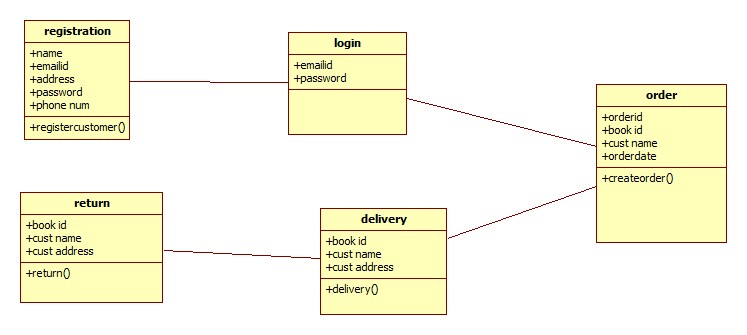 registration
+name
+emailid
+address
+password
+phone num
+registercustomer()
login
+emailid
+password
order
+orderid
+book id
+cust name
+orderdate
+createorder()
return
+book id
+cust name
+cust address
+return()
delivery
+book id
+cust name
+cust address
+delivery()